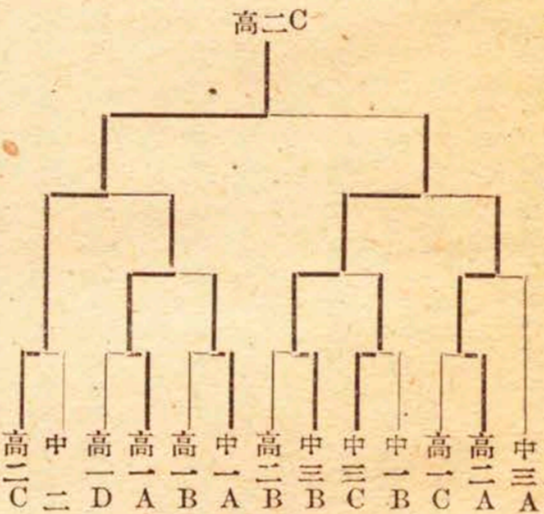 高二C
高二C
中二
高一D
高一A
高一B
中一A
高二B
中三B
中三C
中一B
高一C
高二A
中三A